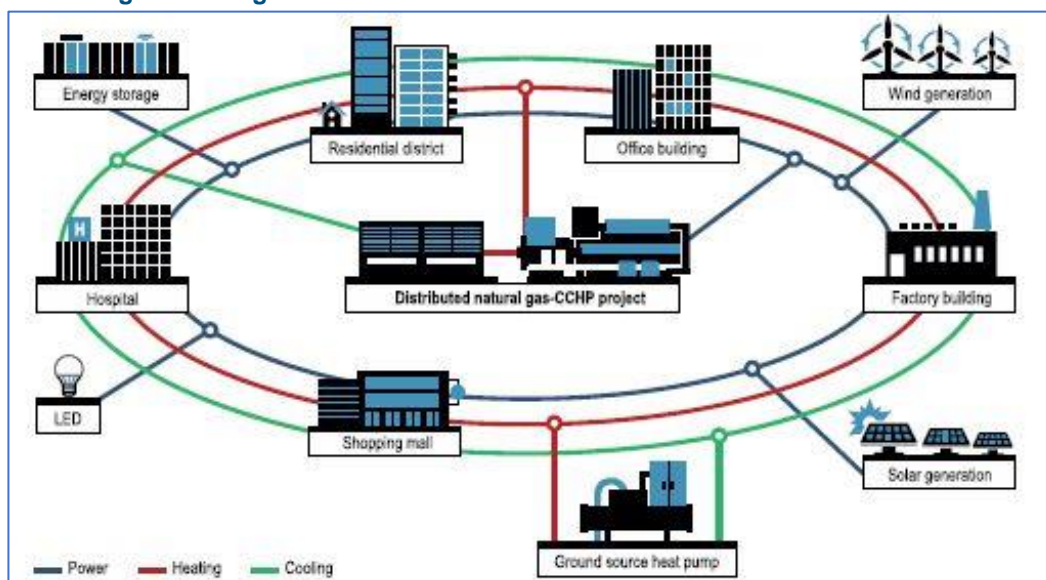 Energy storage
Wind generation
Residential district
Office building
H
Hospital
Distributed natural gas-CCHP project
Factory building
LED
Shopping mall
Solar generation
Ground source heat pump
Power
Heating
Cooling